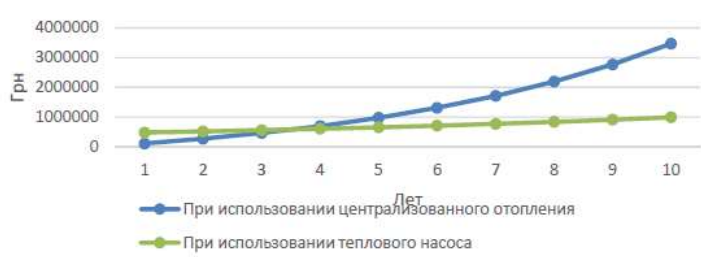 4000000
3000000
2000000
1000000
0
Грн
1 2 3 4 5 6 7 8 9 10
Лет
При использовании централизованного отопления
При использовании теплового насоса